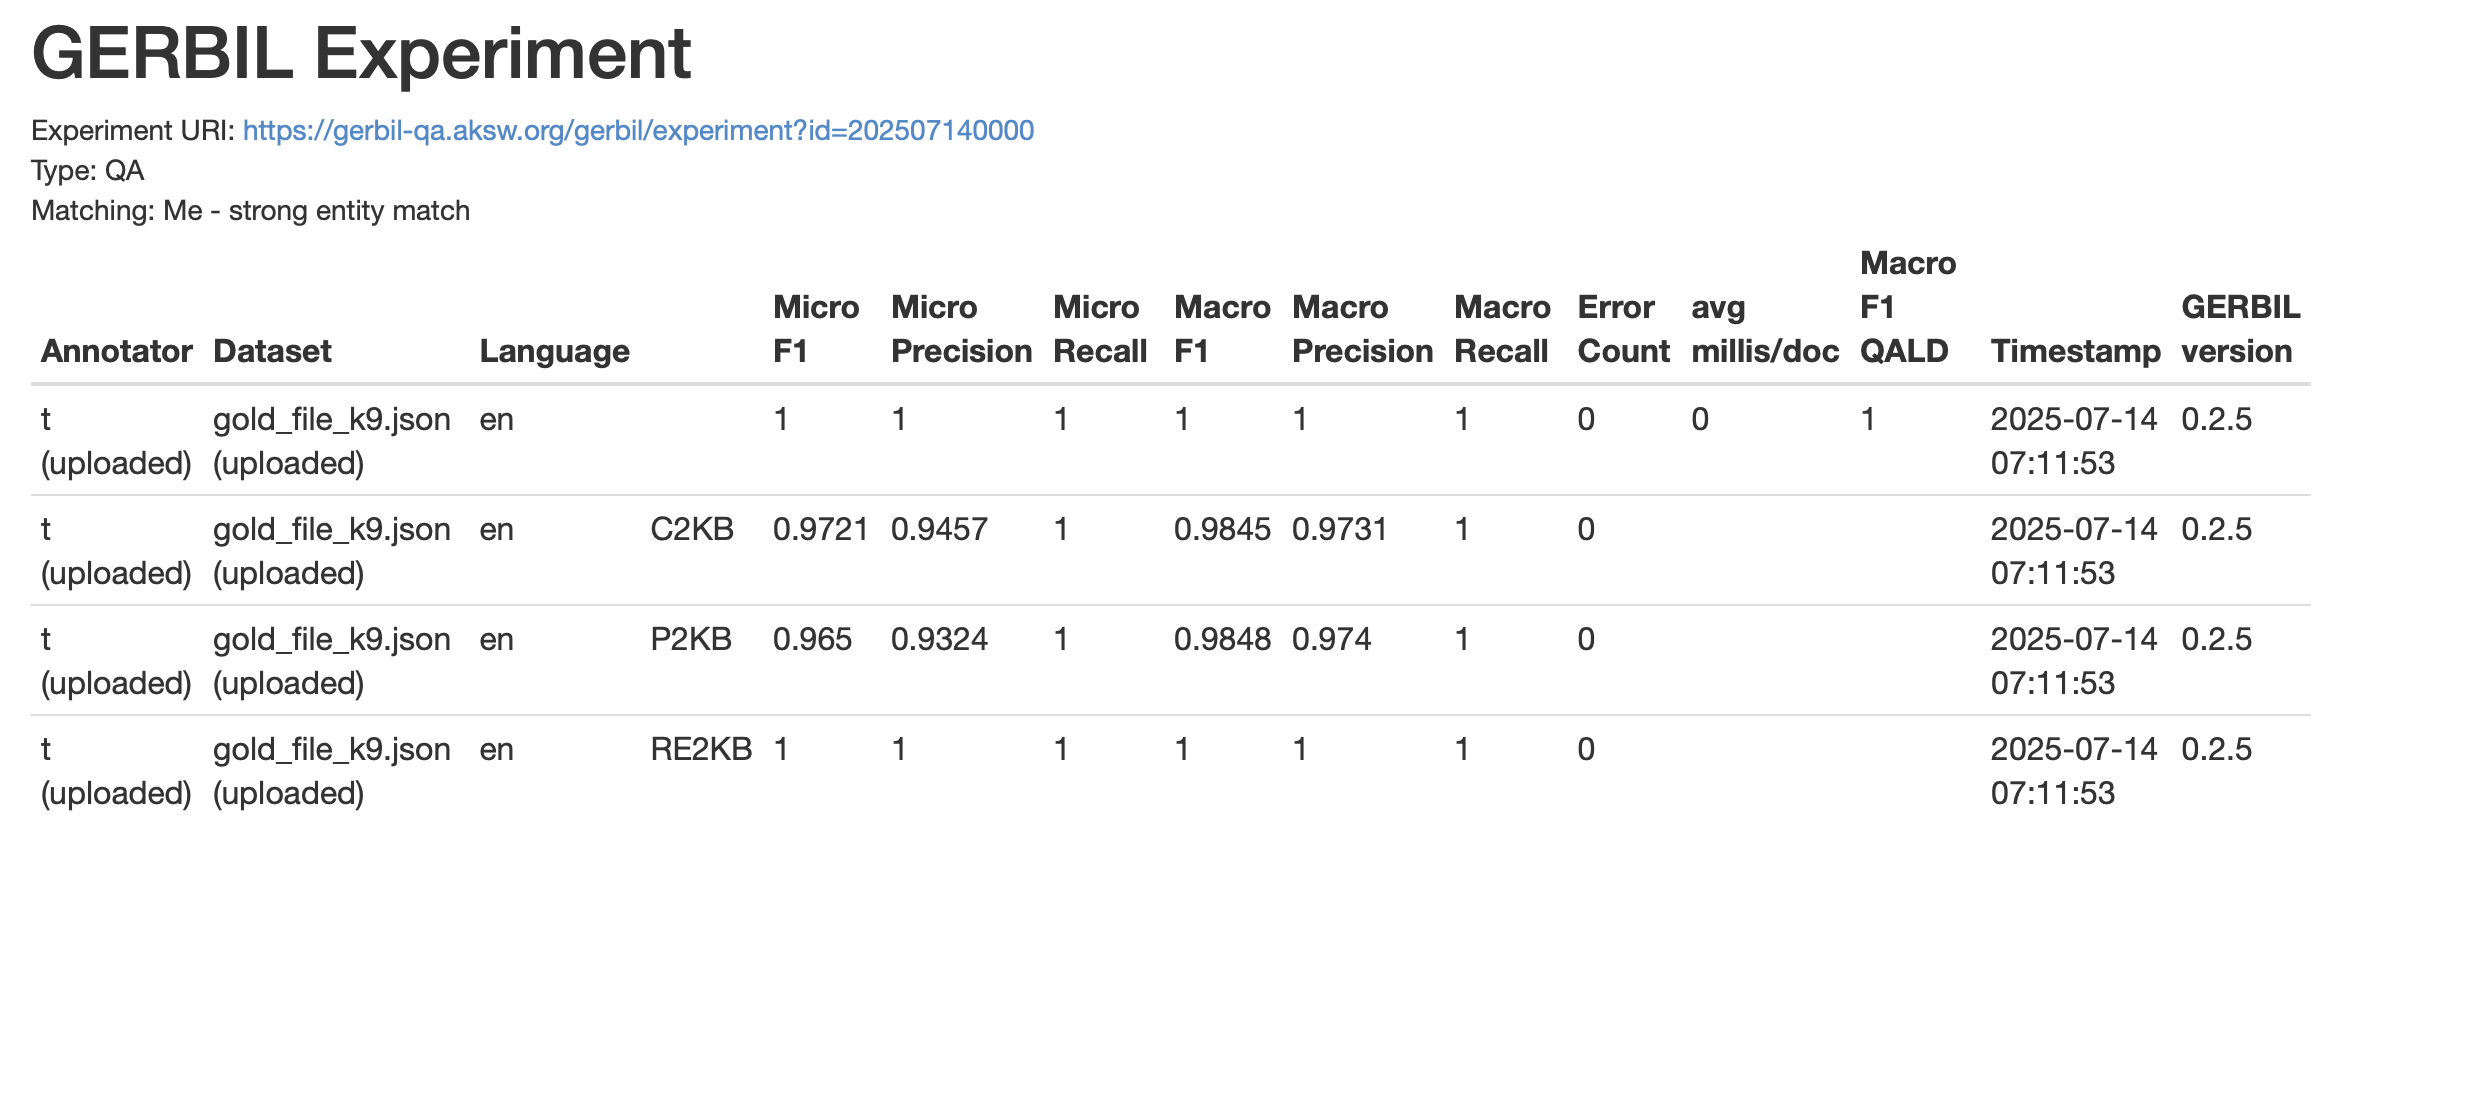 GERBIL Experiment
Experiment URI: https://gerbil-qa.aksw.org/gerbil/experiment?id=202507140000
Type: QA
Matching: Me - strong entity match
Macro
Micro Micro Micro Macro Macro Macro Error avg F1 GERBIL
Annotator Dataset Language F1 Precision Recall F1 Precision Recall Count millis/doc QALD Timestamp version
t gold_file_k9.json en 1 1 1 1 1 1 0 0 1 2025-07-14 0.2.5
(uploaded) (uploaded) 07:11:53
t gold_file_k9.json en C2KB 0.9721 0.9457 1 0.9845 0.9731 1 0 2025-07-14 0.2.5
(uploaded) (uploaded) 07:11:53
t gold_file_k9.json en P2KB 0.965 0.9324 1 0.9848 0.974 1 0 2025-07-14 0.2.5
(uploaded) (uploaded) 07:11:53
t gold_file_k9.json en RE2KB 1 1 1 1 1 1 0 2025-07-14 0.2.5
(uploaded) (uploaded) 07:11:53